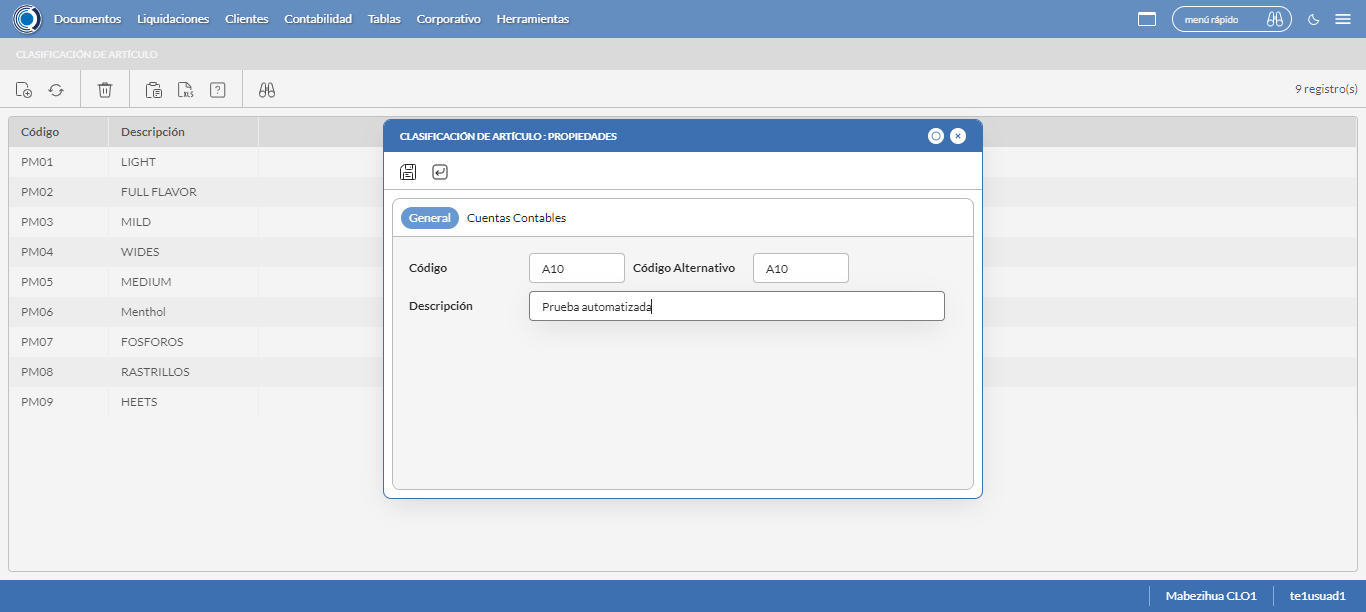 Documentos Liquidaciones Clientes Contabilidad Tablas Corporativo Herramientas menú rápido
CLASIFICACIÓN DE ARTÍCULO
XLS ? 9 registro(s)
Código Descripción
PM01 LIGHT
PM02 FULL FLAVOR
PM03 MILD
PM04 WIDES
PM05 MEDIUM
PM06 Menthol
PM07 FOSFOROS
PM08 RASTRILLOS
PM09 HEETS
CLASIFICACIÓN DE ARTÍCULO : PROPIEDADES
General Cuentas Contables
Código A10 Código Alternativo A10
Descripción Prueba automatizada
Mabezihua CLO1 te1usuad1